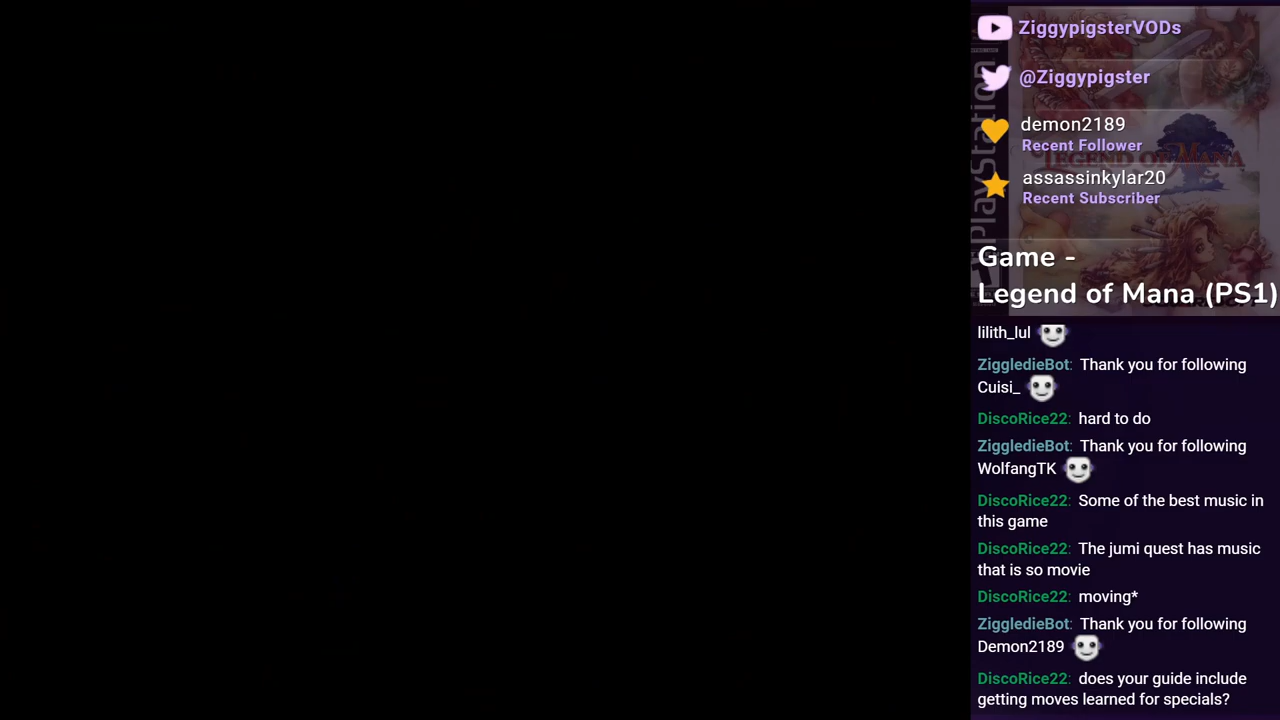 ZiggypigsterVODs
@Ziggypigster
demon2189
Recent Follower
assassinkylar20
Recent Subscriber
PlayStation
LEGEND OF MANA
Game -
Legend of Mana (PS1)
lilith_lul
ZiggledieBot: Thank you for following
Cuisi_
DiscoRice22: hard to do
ZiggledieBot: Thank you for following
WolfangTK
DiscoRice22: Some of the best music in
this game
DiscoRice22: The jumi quest has music
that is so movie
DiscoRice22: moving*
ZiggledieBot: Thank you for following
Demon2189
DiscoRice22: does your guide include
getting moves learned for specials?